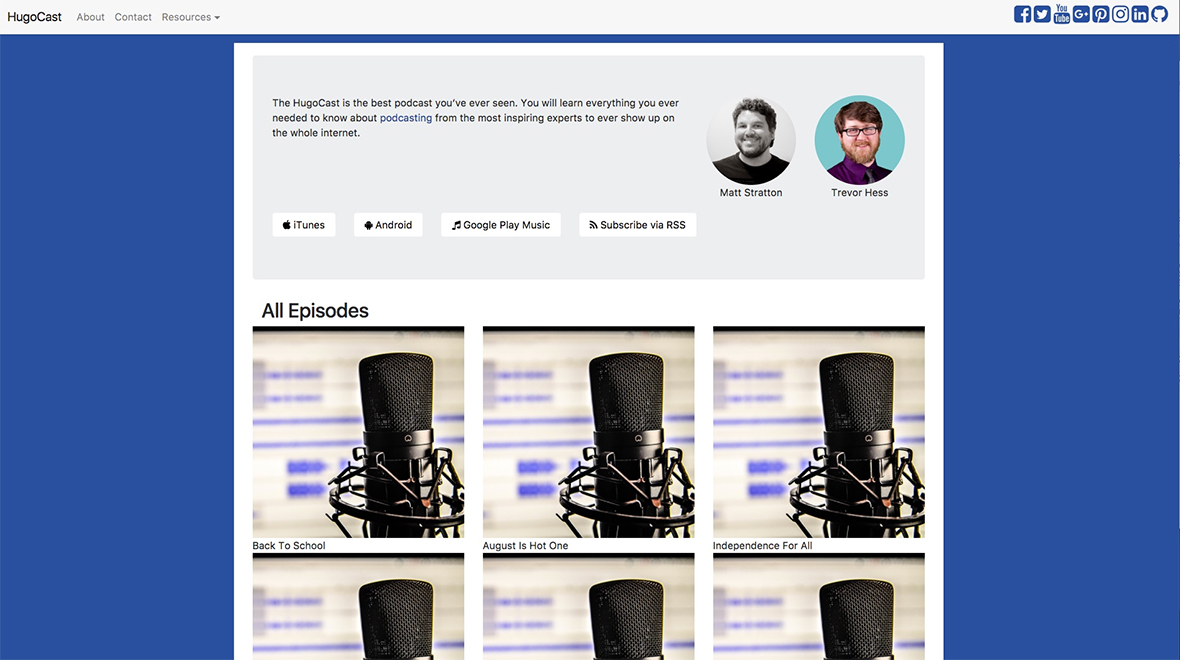 HugoCast About Contact Resources
You
Tube
The HugoCast is the best podcast you’ve ever seen. You will learn everything you ever
needed to know about podcasting from the most inspiring experts to ever show up on
the whole internet.
Matt Stratton Trevor Hess
iTunes Android Google Play Music Subscribe via RSS
All Episodes
Back To School August Is Hot One Independence For All